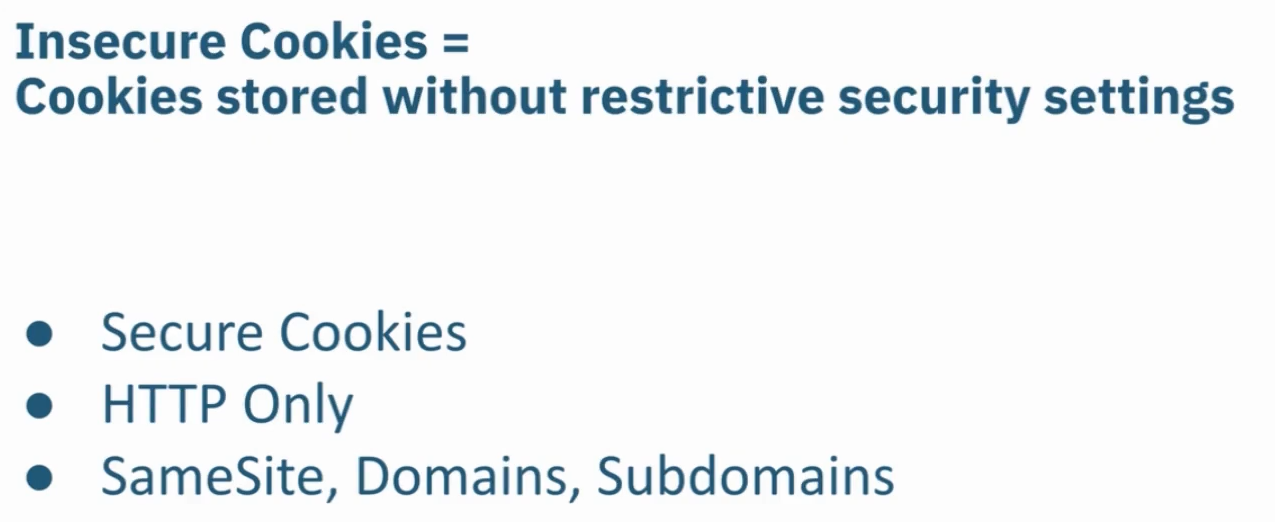 Insecure Cookies =
Cookies stored without restrictive security settings
● Secure Cookies
● HTTP Only
● SameSite, Domains, Subdomains